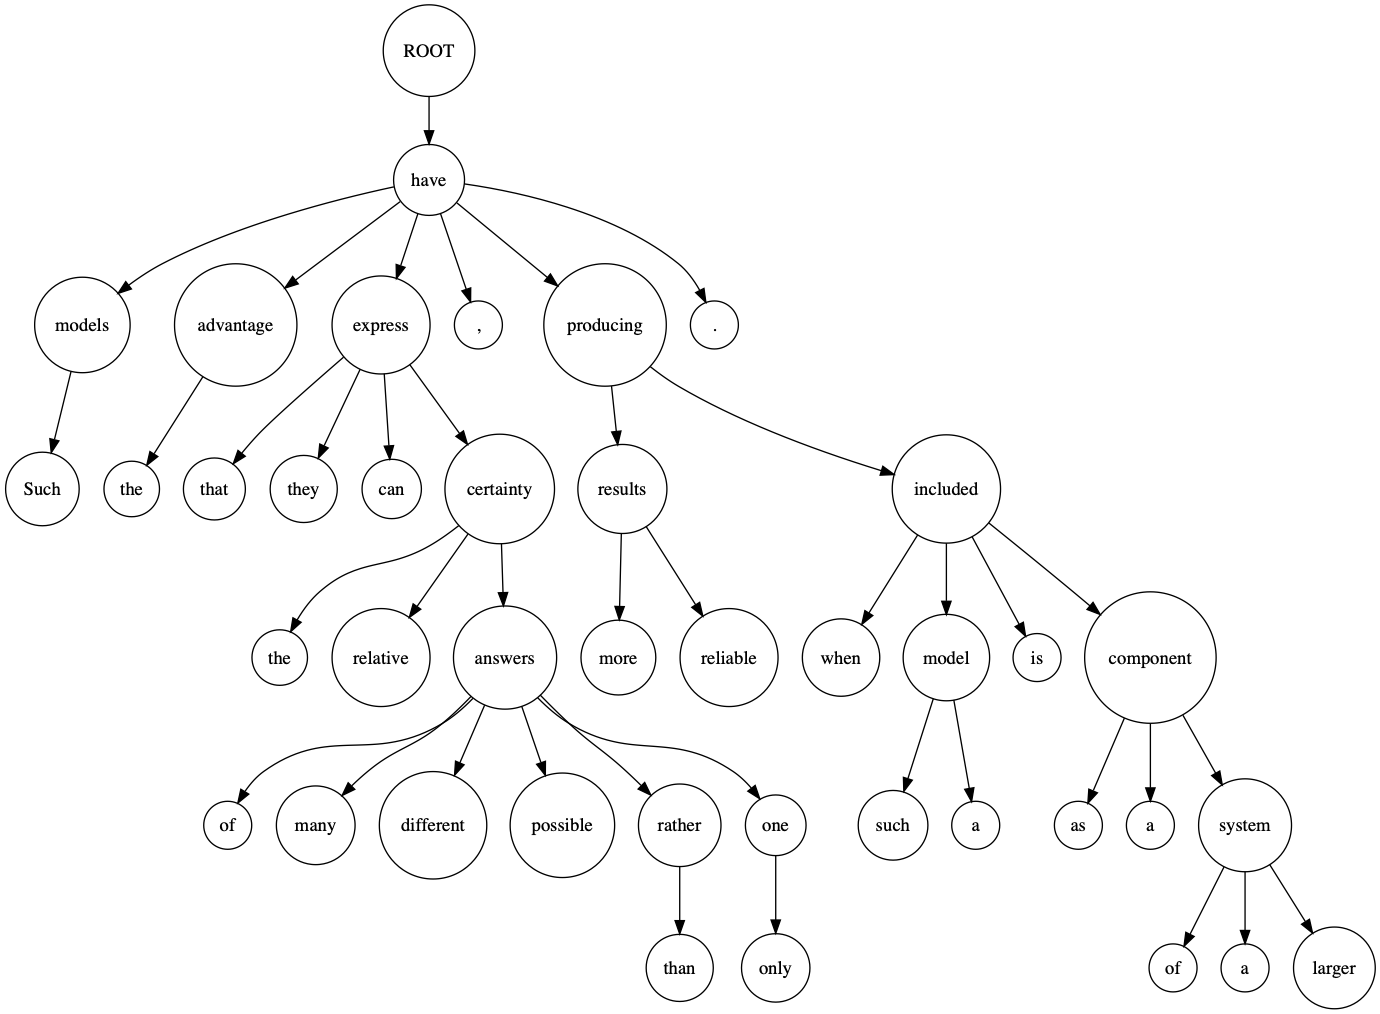 ROOT
have
models advantage express , producing .
Such the that they can certainty results included
the relative answers more reliable when model is component
of many different possible rather one such a as a system
than only of a larger